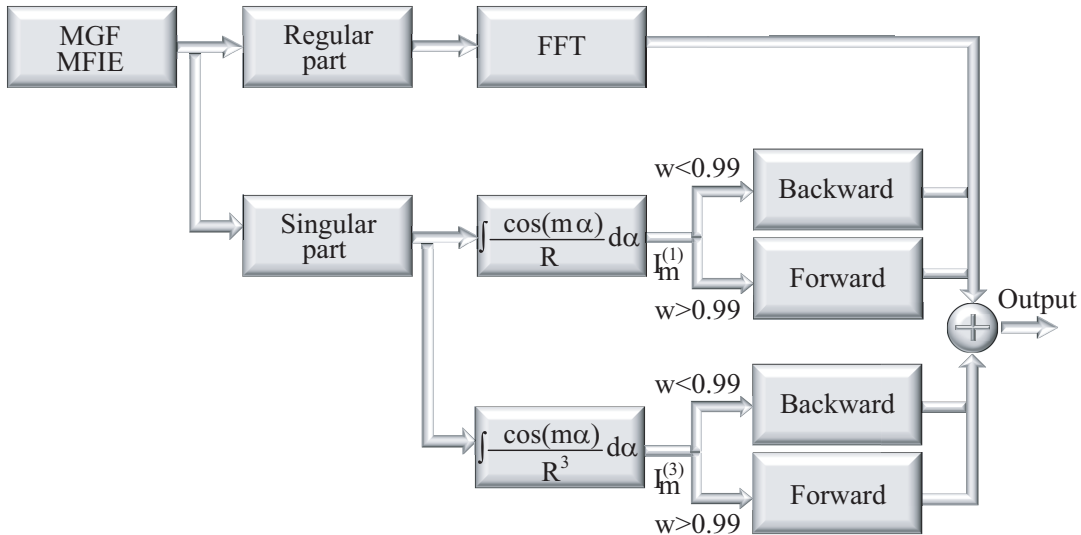 MGF
MFIE
Regular
part
FFT
w<0.99
Backward
Singular
part
∫ cos(mα)/R dα
I_m^(1)
Forward
w>0.99
Output
w<0.99
Backward
∫ cos(mα)/R^3 dα
I_m^(3)
Forward
w>0.99